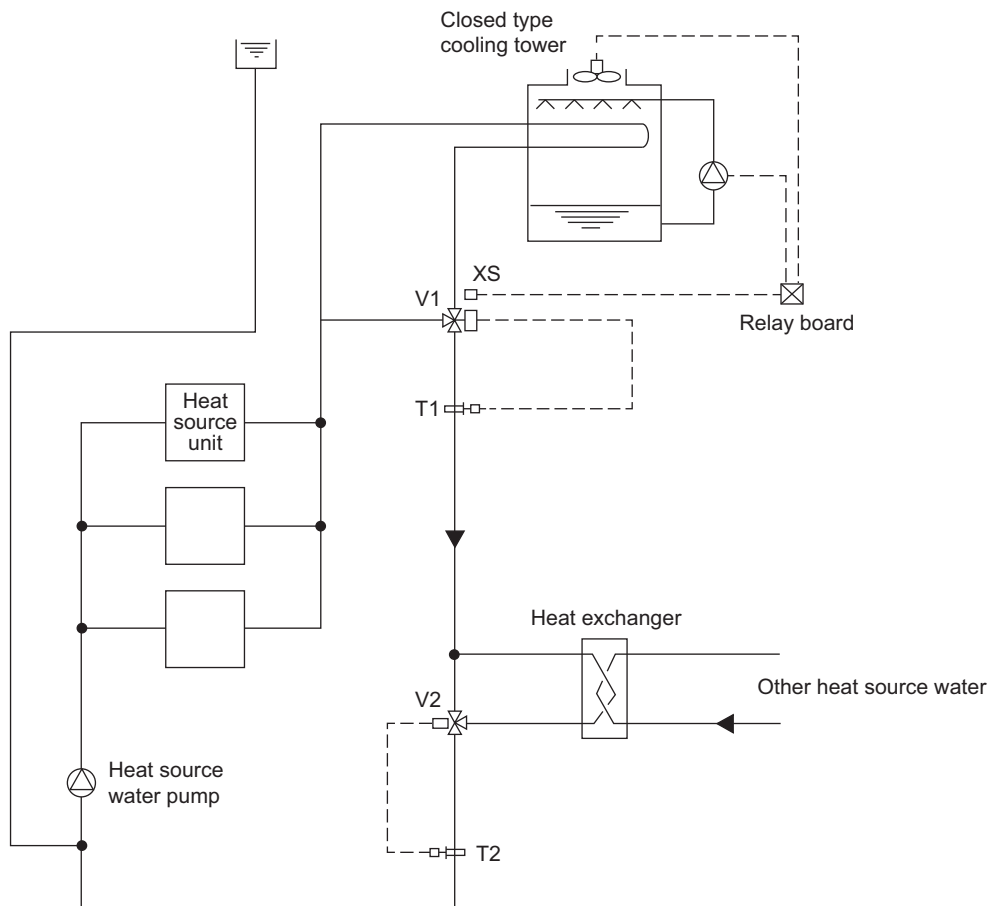 Closed type
cooling tower
XS
V1
Relay board
T1
Heat
source
unit
Heat exchanger
Other heat source water
V2
Heat source
water pump
T2